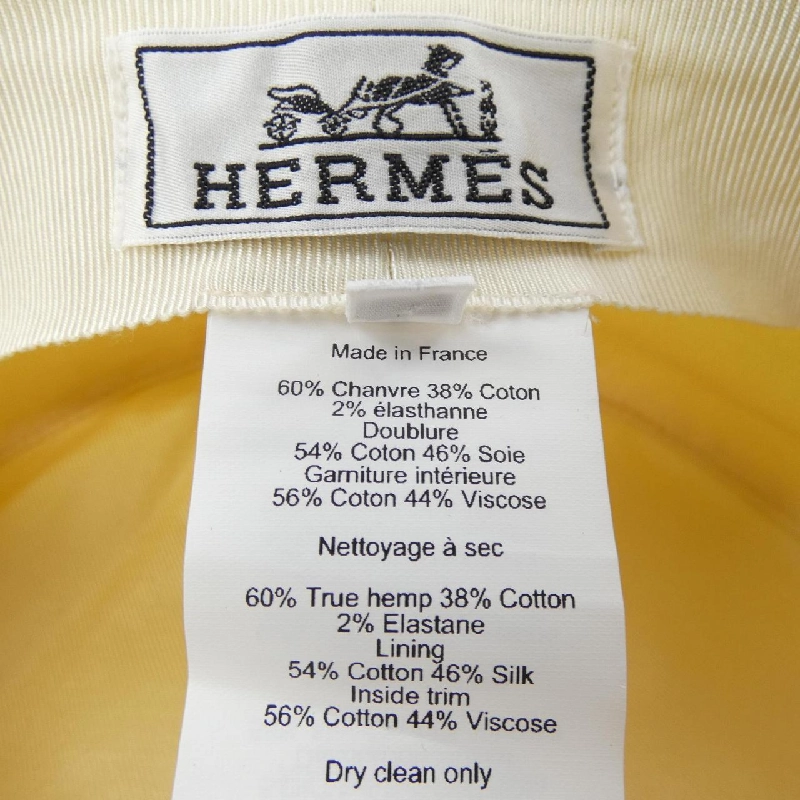 HERMÈS
Made in France
60% Chanvre 38% Coton
2% élasthanne
Doublure
54% Coton 46% Soie
Garniture intérieure
56% Coton 44% Viscose
Nettoyage à sec
60% True hemp 38% Cotton
2% Elastane
Lining
54% Cotton 46% Silk
Inside trim
56% Cotton 44% Viscose
Dry clean only